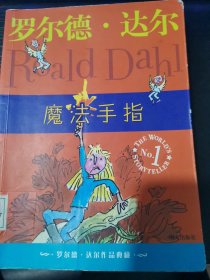 罗尔德·达尔
Roald Dahl
魔法手指
THE WORLD'S
No.1
STORYTELLER
·罗尔德·达尔作品典藏·